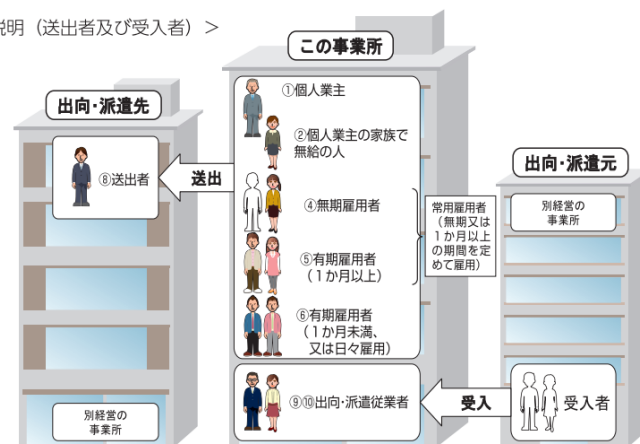 説明（送出者及び受入者）＞
この事業所
①個人業主
②個人業主の家族で
無給の人
④無期雇用者
⑤有期雇用者
（１か月以上）
⑥有期雇用者
（１か月未満、
又は日々雇用）
⑨⑩出向・派遣従業者
常用雇用者
（無期又は
１か月以上
の期間を定
めて雇用）
出向・派遣先
⑧送出者
送出
別経営の
事業所
出向・派遣元
別経営の
事業所
受入
受入者